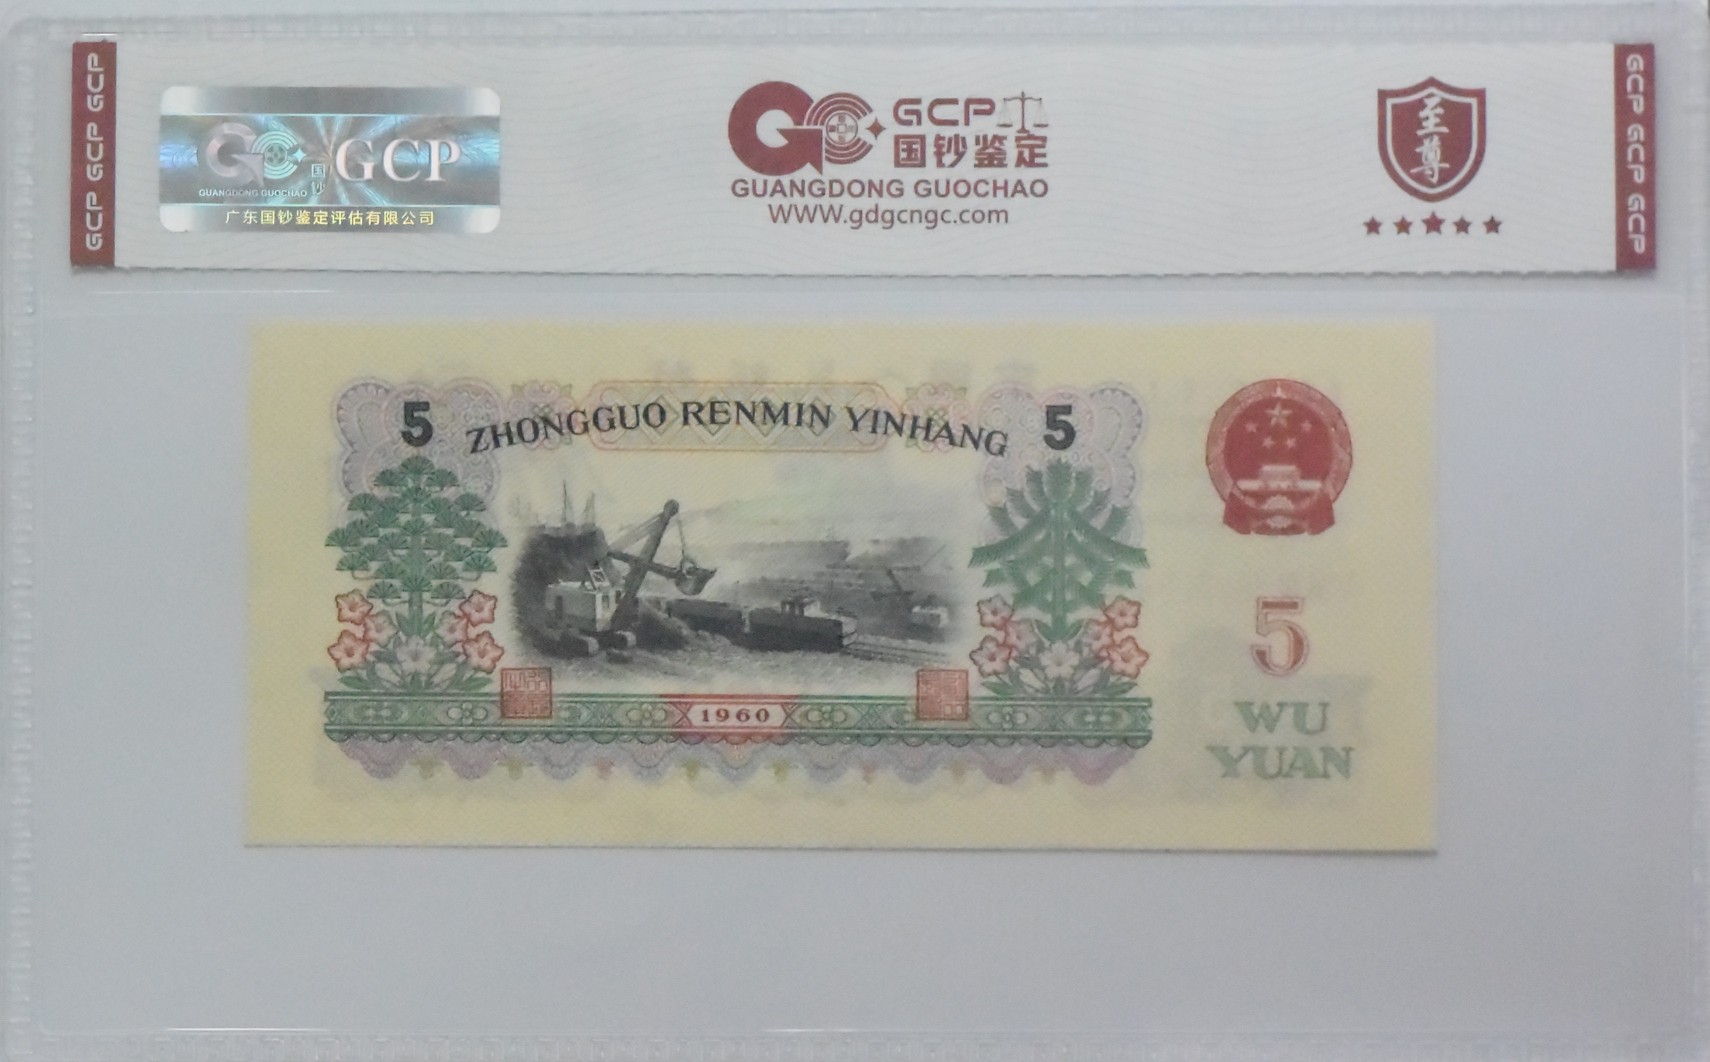 GCP GCP GCP
GCP
国钞
GUANGDONG GUOCHAO
广东国钞鉴定评估有限公司
GCP
国钞鉴定
GUANGDONG GUOCHAO
WWW.gdgcngc.com
至尊
GCP GCP GCP
5 ZHONGGUO RENMIN YINHANG 5
1960
5
WU
YUAN